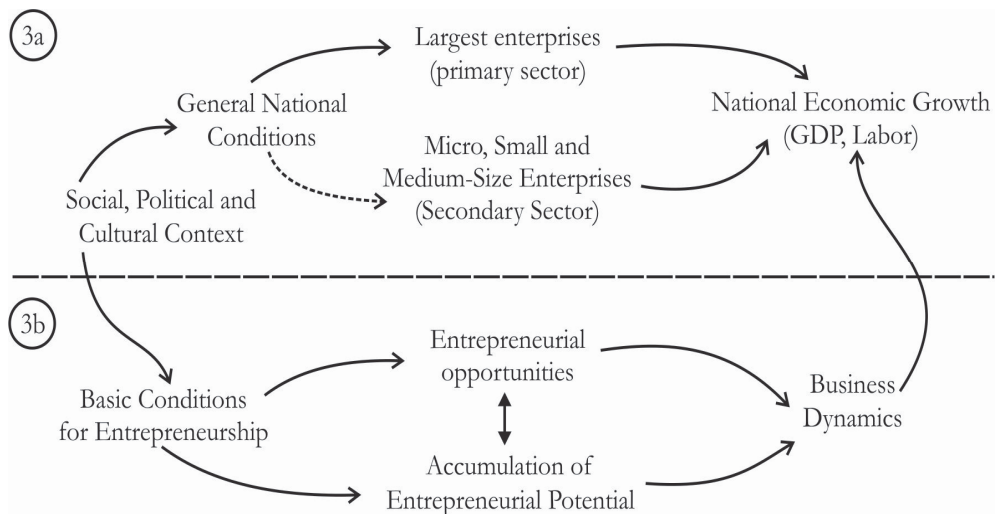 3a
Largest enterprises
(primary sector)
General National
Conditions
National Economic Growth
(GDP, Labor)
Micro, Small and
Medium-Size Enterprises
(Secondary Sector)
Social, Political and
Cultural Context
3b
Entrepreneurial
opportunities
Basic Conditions
for Entrepreneurship
Business
Dynamics
Accumulation of
Entrepreneurial Potential